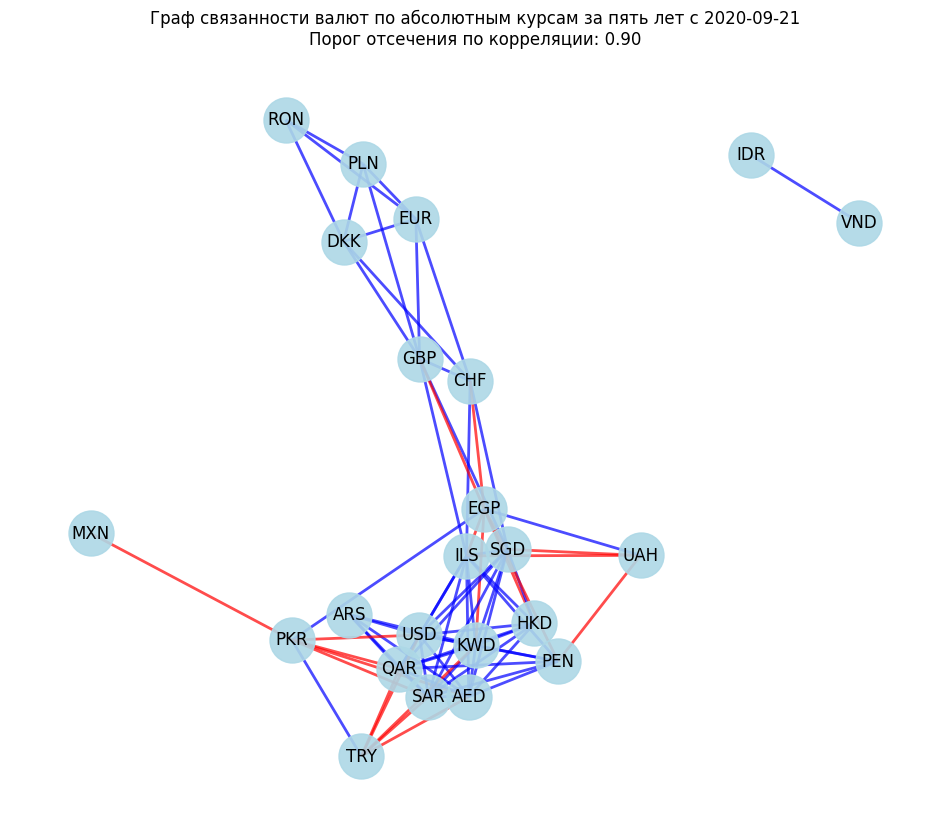 Граф связанности валют по абсолютным курсам за пять лет с 2020-09-21
Порог отсечения по корреляции: 0.90
RON
IDR
PLN
EUR
VND
DKK
GBP
CHF
EGP
MXN
ILS
SGD
UAH
ARS
HKD
USD
PKR
KWD
PEN
QAR
SAR
AED
TRY